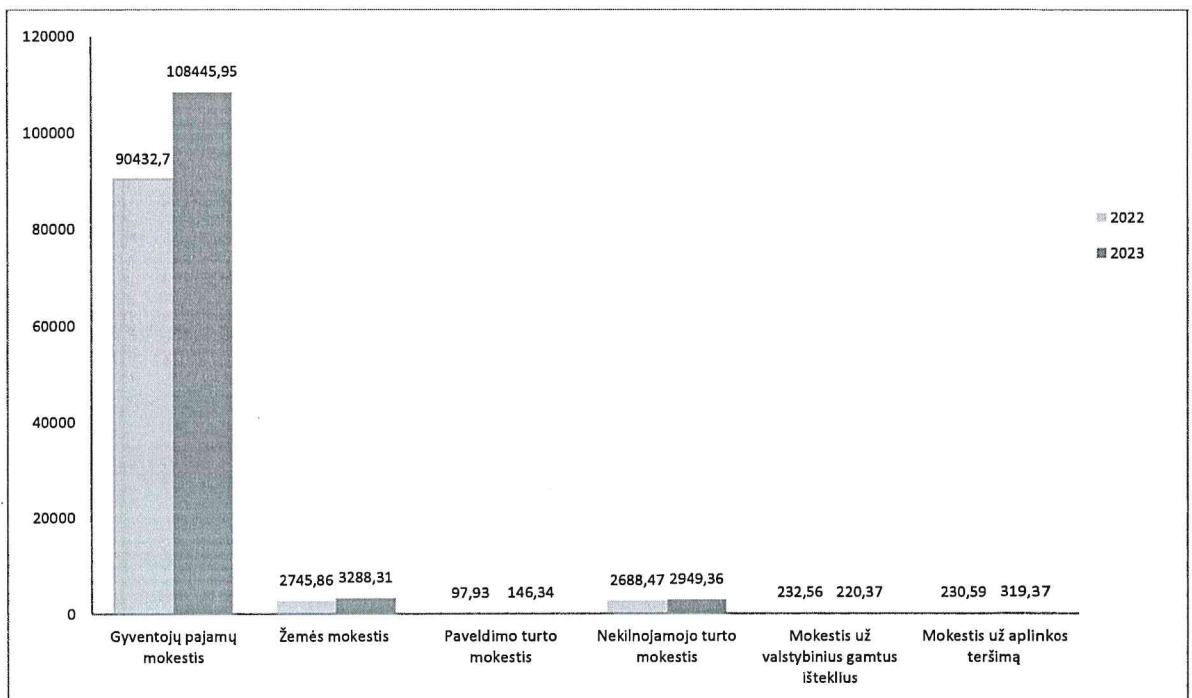 120000
108445,95
100000
90432,7
80000
2022
2023
60000
40000
20000
2745,86 3288,31
97,93 146,34
2688,47 2949,36
232,56 220,37
230,59 319,37
0
Gyventojų pajamų
mokestis
Žemės mokestis
Paveldimo turto
mokestis
Nekilnojamojo turto
mokestis
Mokestis už
valstybinius gamtus
išteklius
Mokestis už aplinkos
teršimą